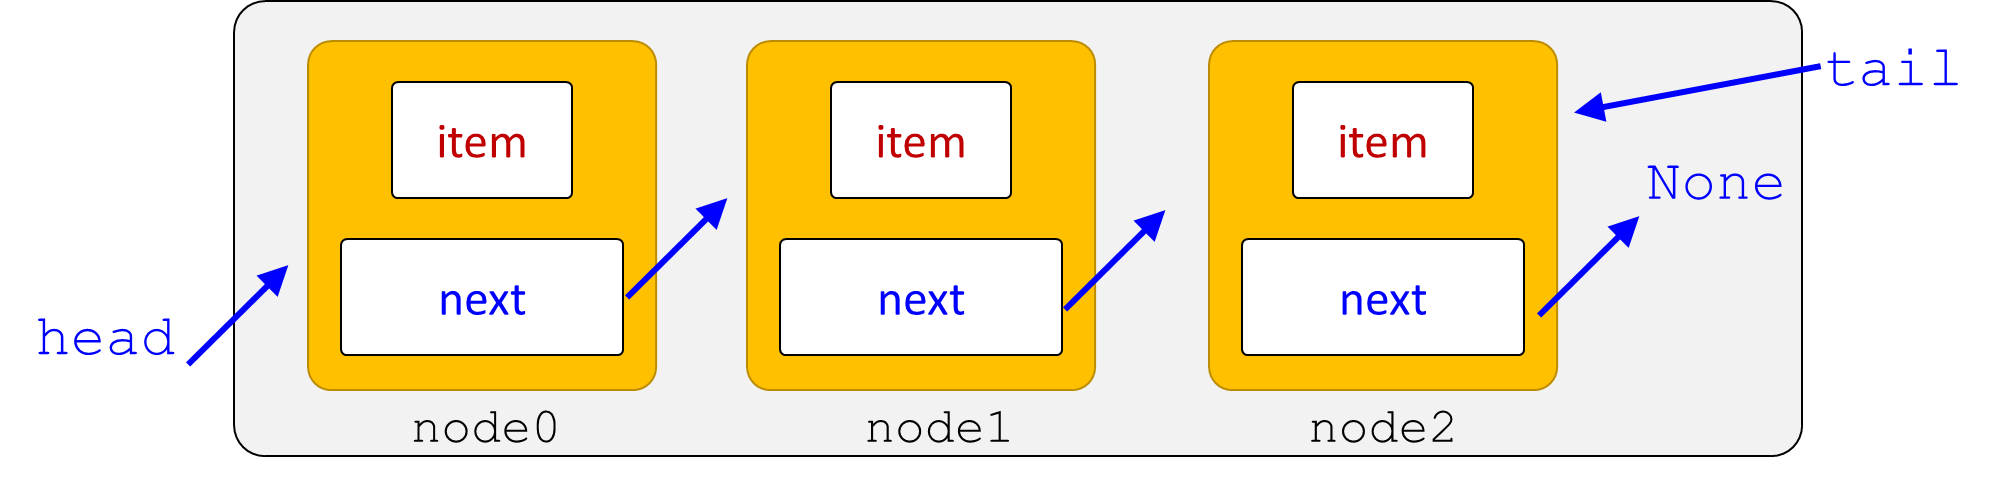 head
item
next
node0
item
next
node1
item
next
node2
tail
None